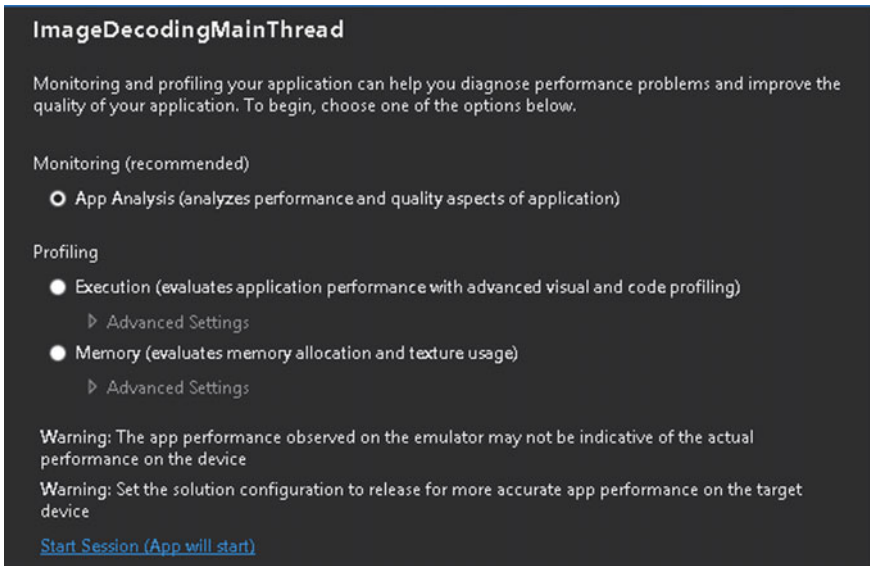 ImageDecodingMainThread
Monitoring and profiling your application can help you diagnose performance problems and improve the
quality of your application. To begin, choose one of the options below.
Monitoring (recommended)
App Analysis (analyzes performance and quality aspects of application)
Profiling
Execution (evaluates application performance with advanced visual and code profiling)
Advanced Settings
Memory (evaluates memory allocation and texture usage)
Advanced Settings
Warning: The app performance observed on the emulator may not be indicative of the actual
performance on the device
Warning: Set the solution configuration to release for more accurate app performance on the target
device
Start Session (App will start)